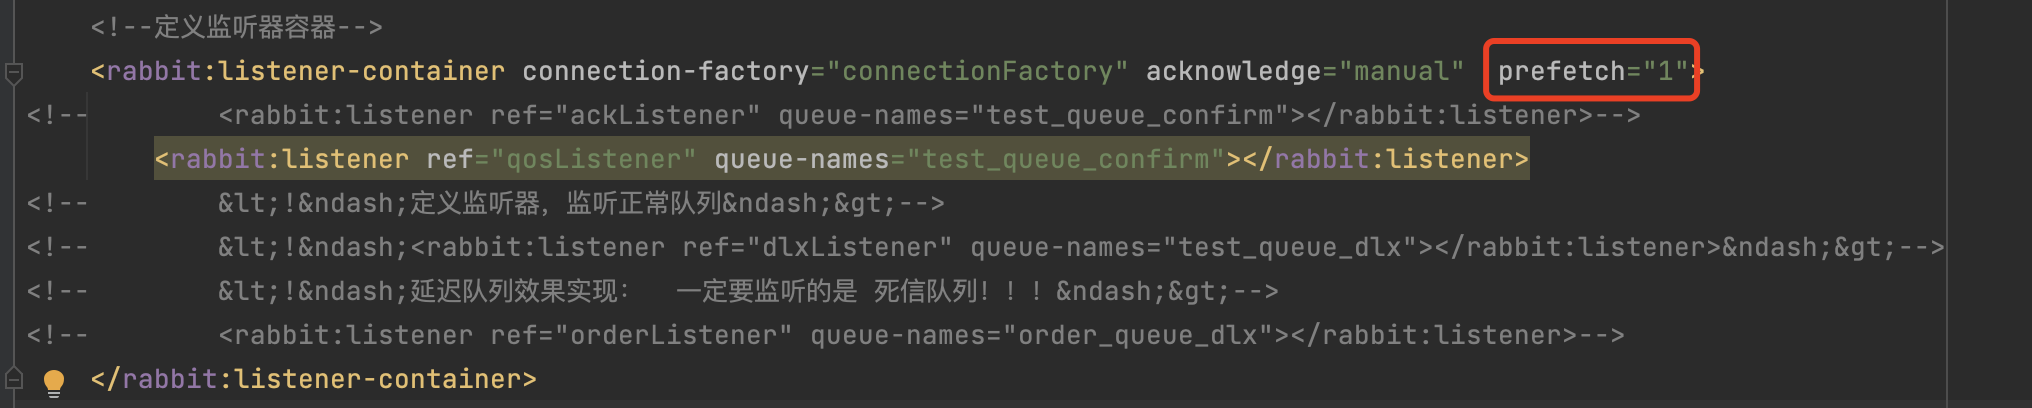 <!--定义监听器容器-->
<rabbit:listener-container connection-factory="connectionFactory" acknowledge="manual" prefetch="1">
<!--        <rabbit:listener ref="ackListener" queue-names="test_queue_confirm"></rabbit:listener>-->
<rabbit:listener ref="qosListener" queue-names="test_queue_confirm"></rabbit:listener>
<!--        &lt;!&ndash;定义监听器，监听正常队列&ndash;&gt;-->
<!--        &lt;!&ndash;<rabbit:listener ref="dlxListener" queue-names="test_queue_dlx"></rabbit:listener>&ndash;&gt;-->
<!--        &lt;!&ndash;延迟队列效果实现：  一定要监听的是 死信队列！！！&ndash;&gt;-->
<!--        <rabbit:listener ref="orderListener" queue-names="order_queue_dlx"></rabbit:listener>-->
</rabbit:listener-container>